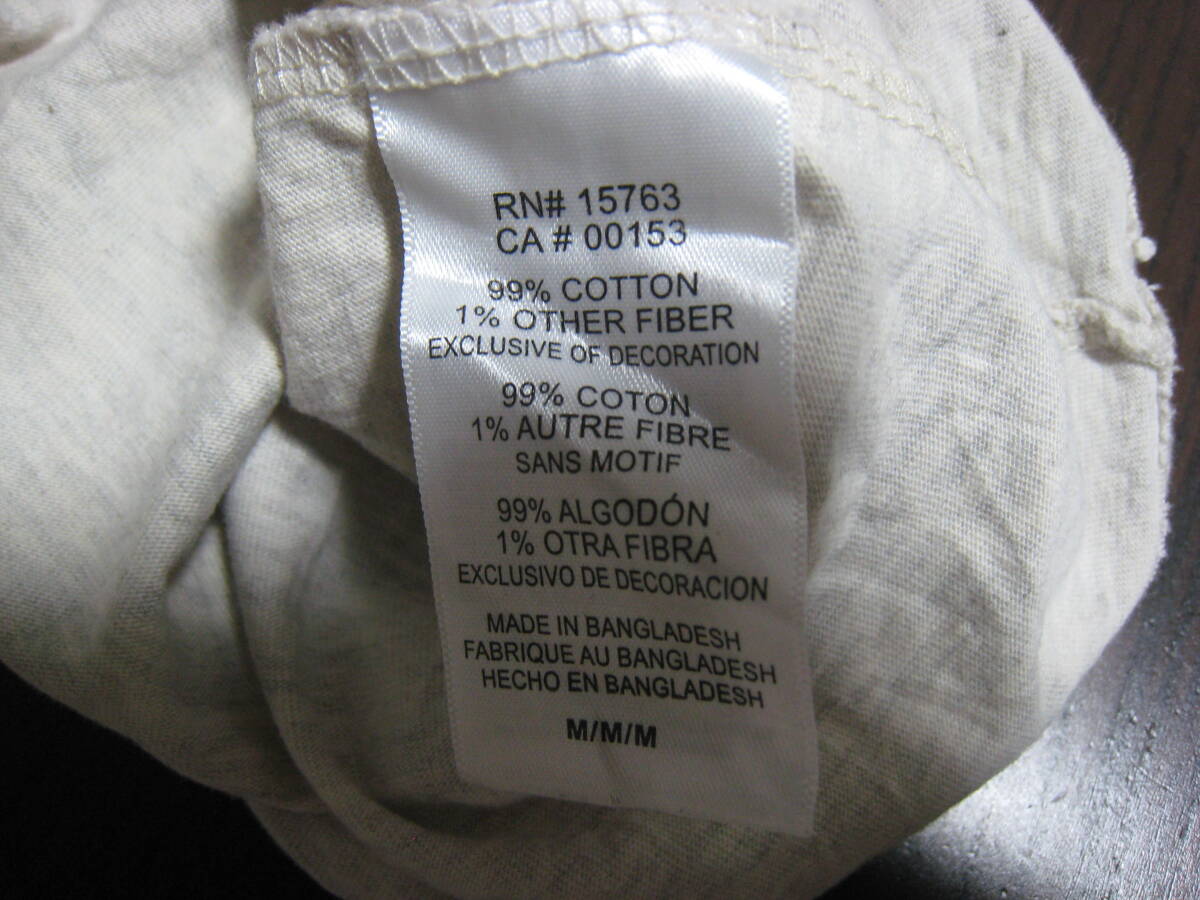 RN# 15763
CA # 00153
99% COTTON
1% OTHER FIBER
EXCLUSIVE OF DECORATION
99% COTON
1% AUTRE FIBRE
SANS MOTIF
99% ALGODÓN
1% OTRA FIBRA
EXCLUSIVO DE DECORACION
MADE IN BANGLADESH
FABRIQUE AU BANGLADESH
HECHO EN BANGLADESH
M/M/M